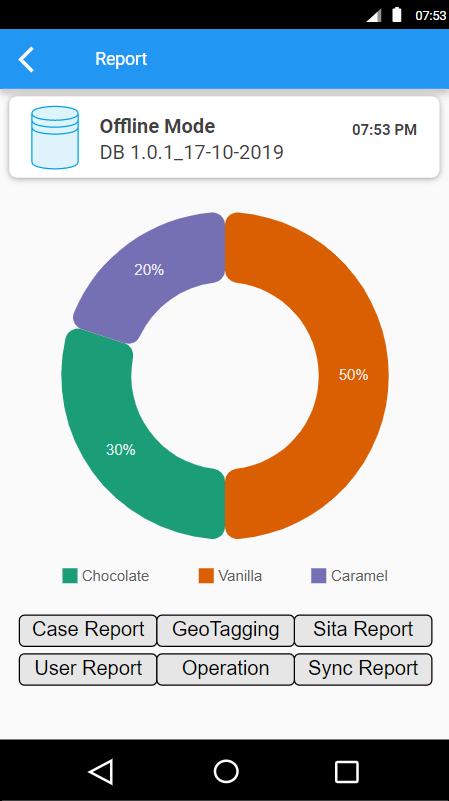 07:53
Report
Offline Mode
07:53 PM
DB 1.0.1_17-10-2019
20%
50%
30%
Chocolate Vanilla Caramel
Case Report GeoTagging Sita Report
User Report Operation Sync Report